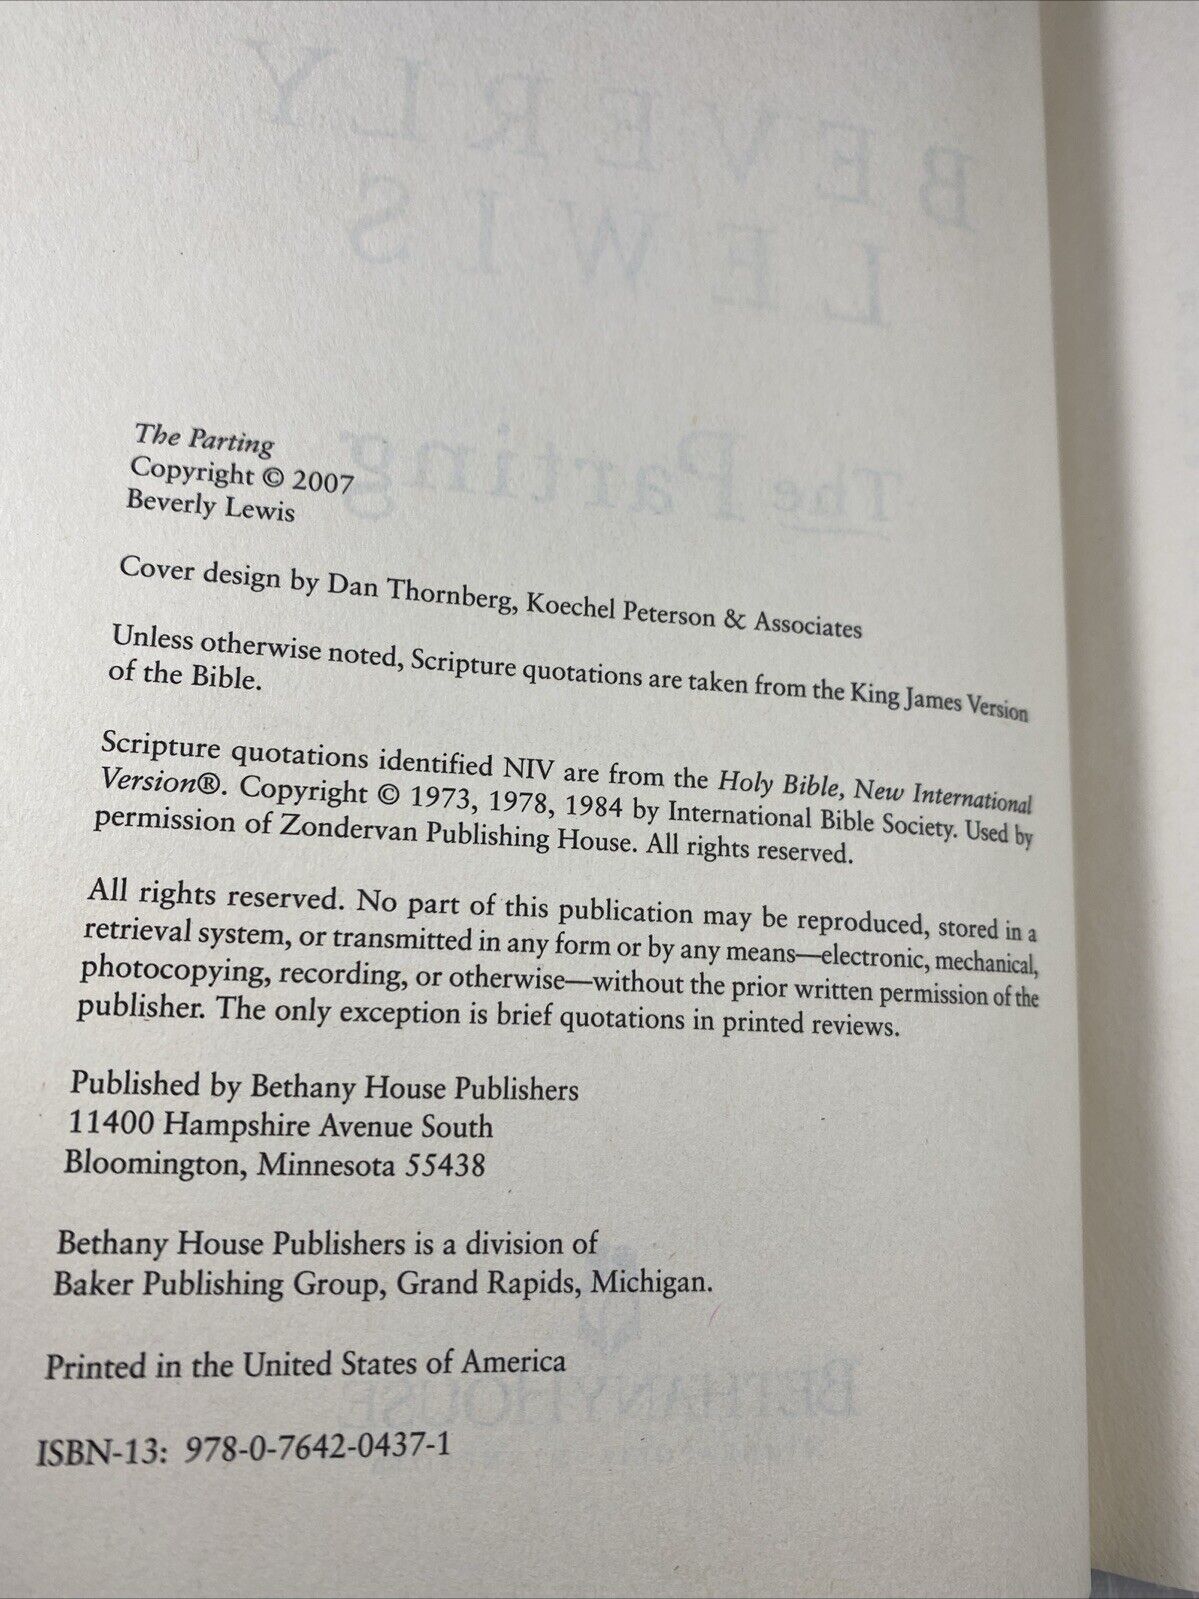 The Parting
Copyright © 2007
Beverly Lewis
Cover design by Dan Thornberg, Koechel Peterson & Associates
Unless otherwise noted, Scripture quotations are taken from the King James Version
of the Bible.
Scripture quotations identified NIV are from the Holy Bible, New International
Version®. Copyright © 1973, 1978, 1984 by International Bible Society. Used by
permission of Zondervan Publishing House. All rights reserved.
All rights reserved. No part of this publication may be reproduced, stored in a
retrieval system, or transmitted in any form or by any means—electronic, mechanical,
photocopying, recording, or otherwise—without the prior written permission of the
publisher. The only exception is brief quotations in printed reviews.
Published by Bethany House Publishers
11400 Hampshire Avenue South
Bloomington, Minnesota 55438
Bethany House Publishers is a division of
Baker Publishing Group, Grand Rapids, Michigan.
Printed in the United States of America
ISBN-13: 978-0-7642-0437-1
BEVERLY
LEWIS
The Parting
BETHANYHOUSE